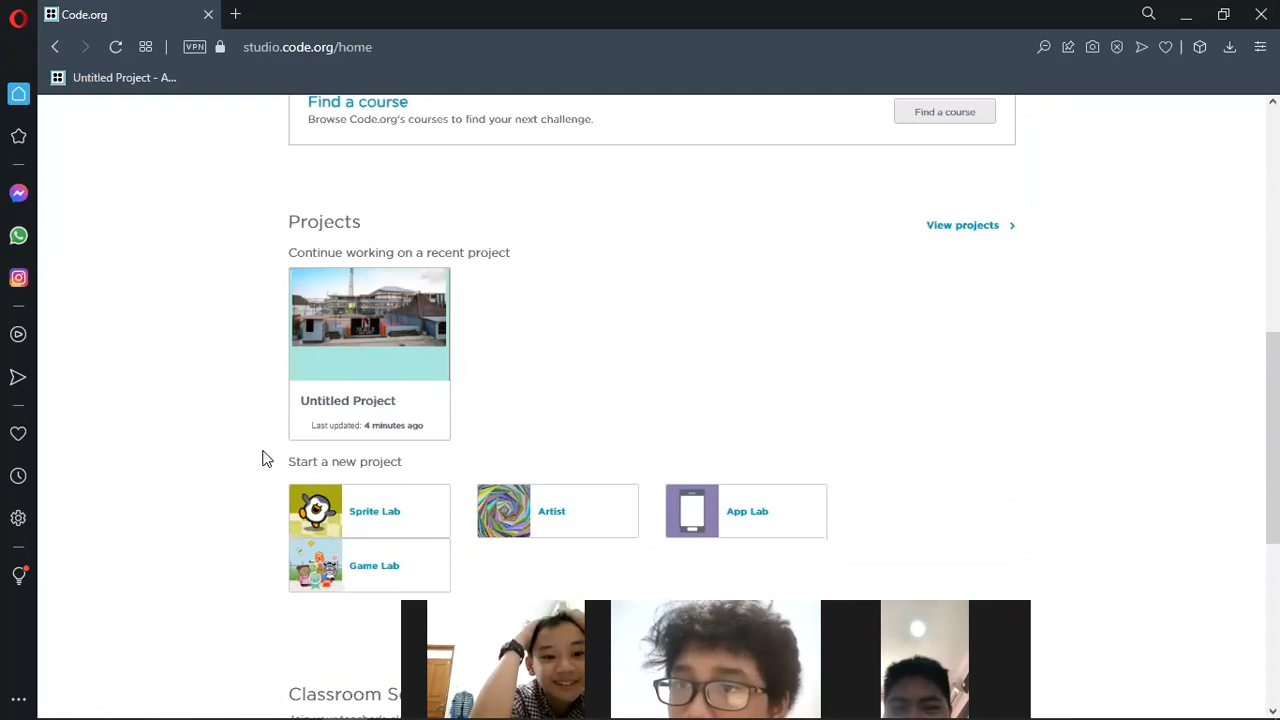 Code.org
VPN
studio.code.org/home
Untitled Project - A...
Find a course
Browse Code.org's courses to find your next challenge.
Find a course
Projects
View projects
Continue working on a recent project
Untitled Project
Last updated: 4 minutes ago
Start a new project
Sprite Lab
Artist
App Lab
Game Lab
Classroom